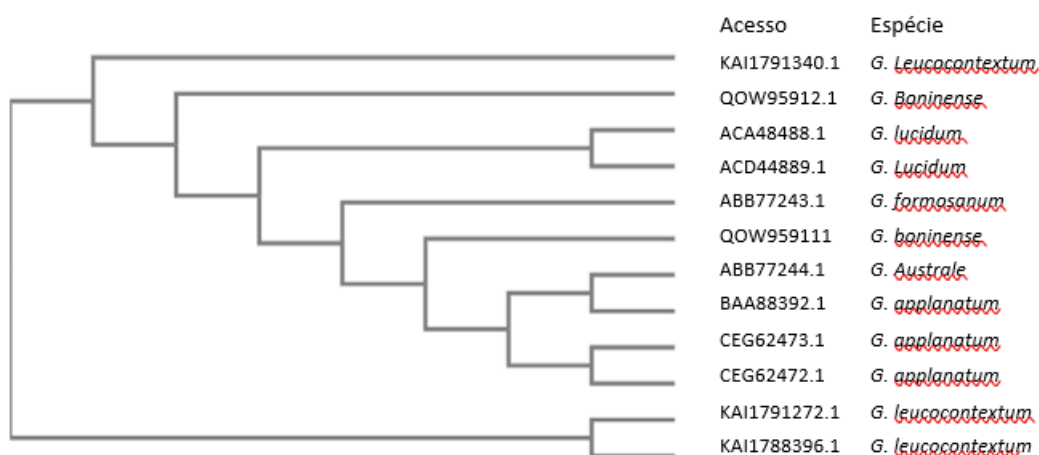 Acesso Espécie
KAI1791340.1 G. Leucocontextum
QOW95912.1 G. Boninense
ACA48488.1 G. lucidum
ACD44889.1 G. Lucidum
ABB77243.1 G. formosanum
QOW959111 G. boninense
ABB77244.1 G. Australe
BAA88392.1 G. applanatum
CEG62473.1 G. applanatum
CEG62472.1 G. applanatum
KAI1791272.1 G. leucocontextum
KAI1788396.1 G. leucocontextum